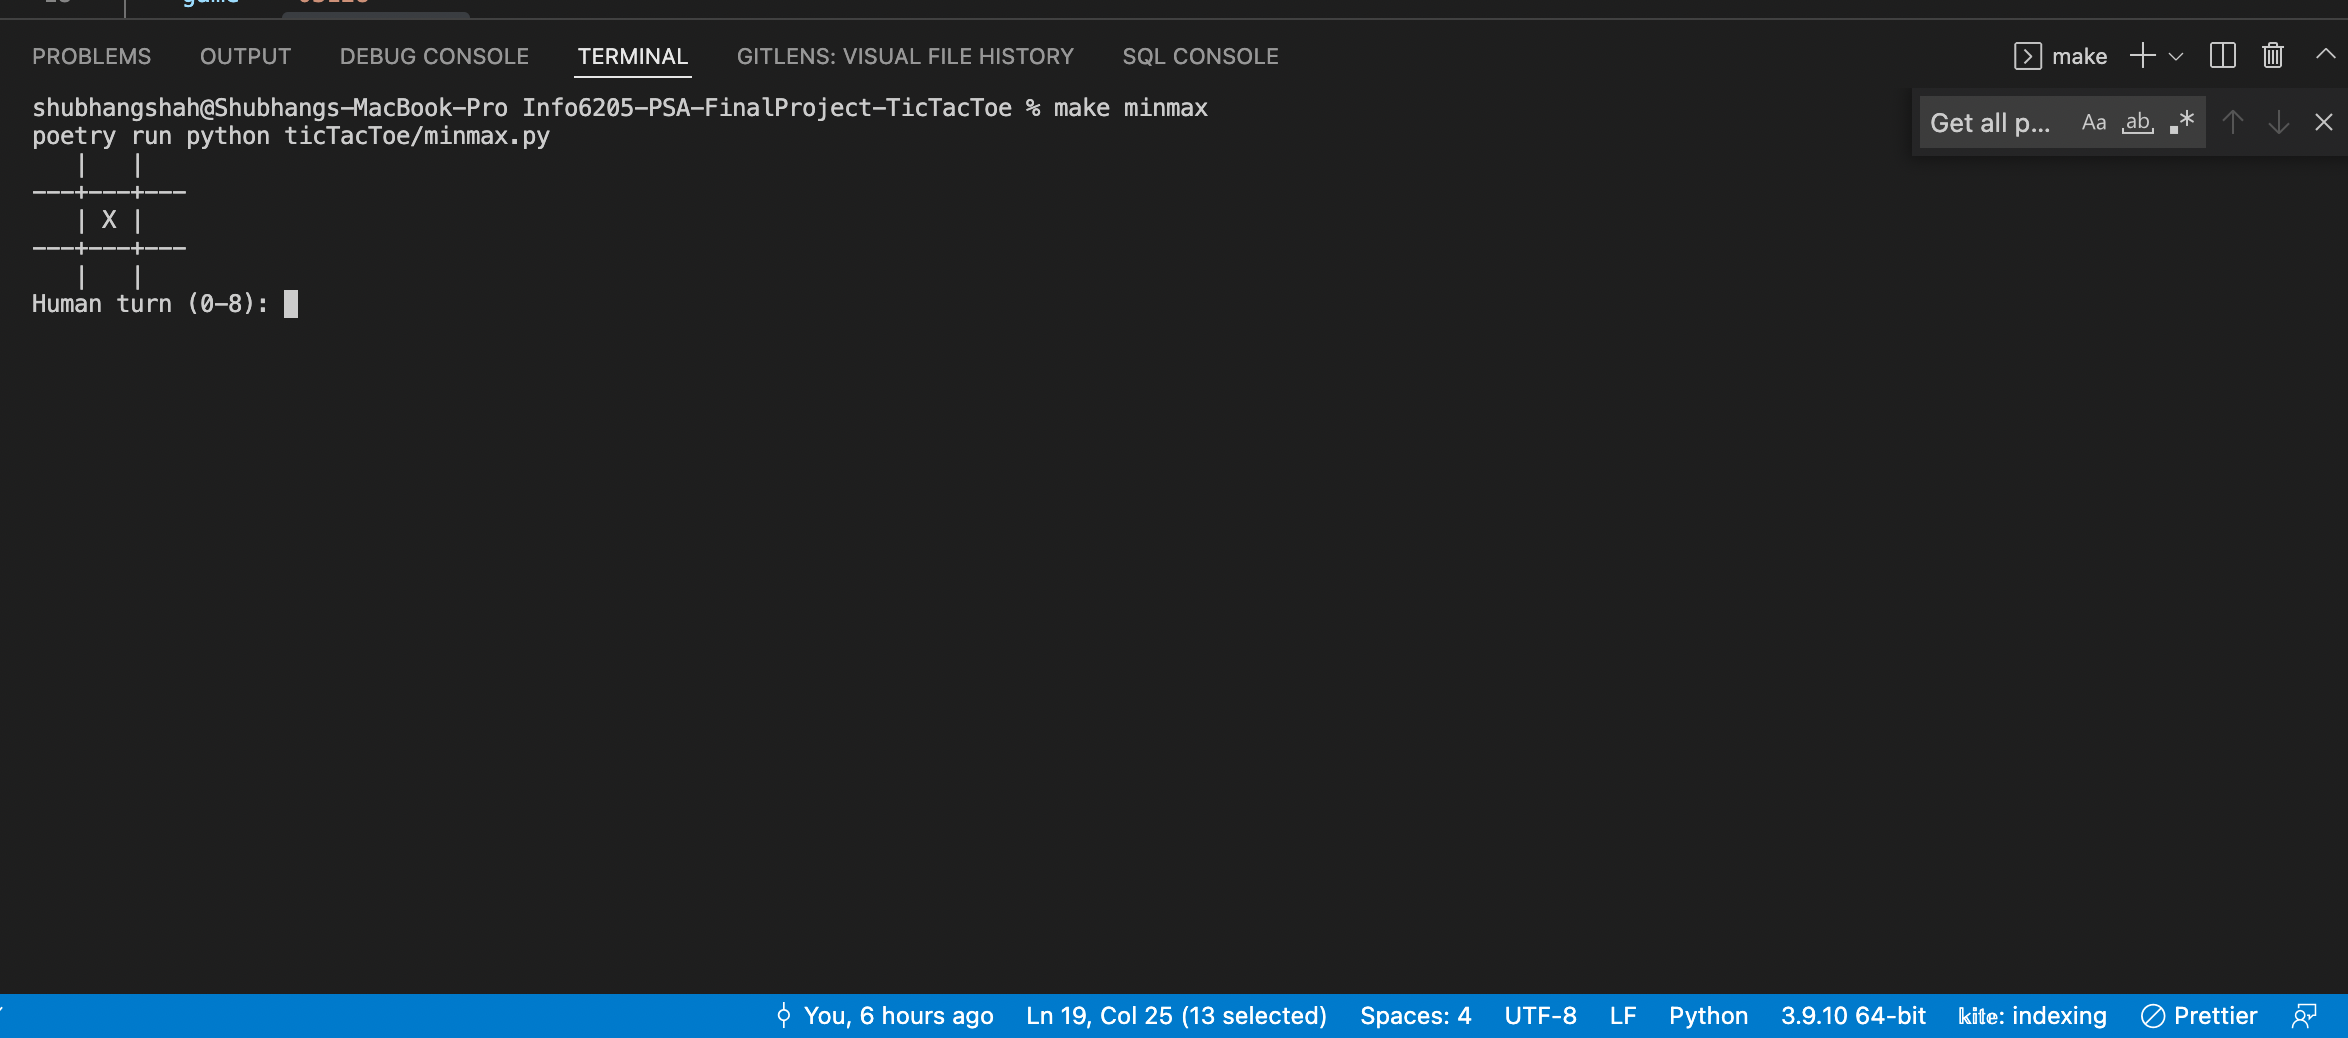 PROBLEMS OUTPUT DEBUG CONSOLE TERMINAL GITLENS: VISUAL FILE HISTORY SQL CONSOLE make
Get all p... Aa ab .*
shubhangshah@Shubhangs-MacBook-Pro Info6205-PSA-FinalProject-TicTacToe % make minmax
poetry run python ticTacToe/minmax.py
   |   |
---+---+---
   | X |
---+---+---
   |   |
Human turn (0-8):
You, 6 hours ago Ln 19, Col 25 (13 selected) Spaces: 4 UTF-8 LF Python 3.9.10 64-bit kite: indexing Prettier